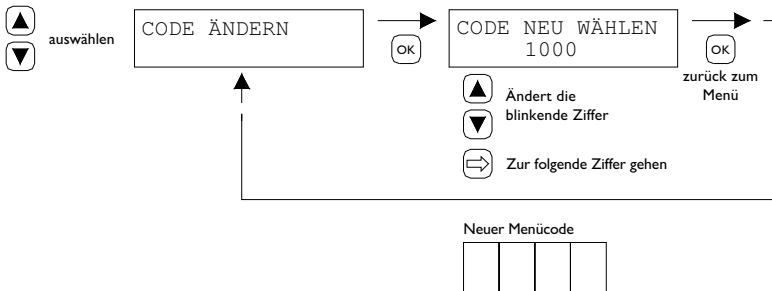 auswählen
CODE ÄNDERN
OK
CODE NEU WÄHLEN
1000
OK
zurück zum
Menü
Ändert die
blinkende Ziffer
Zur folgende Ziffer gehen
Neuer Menücode